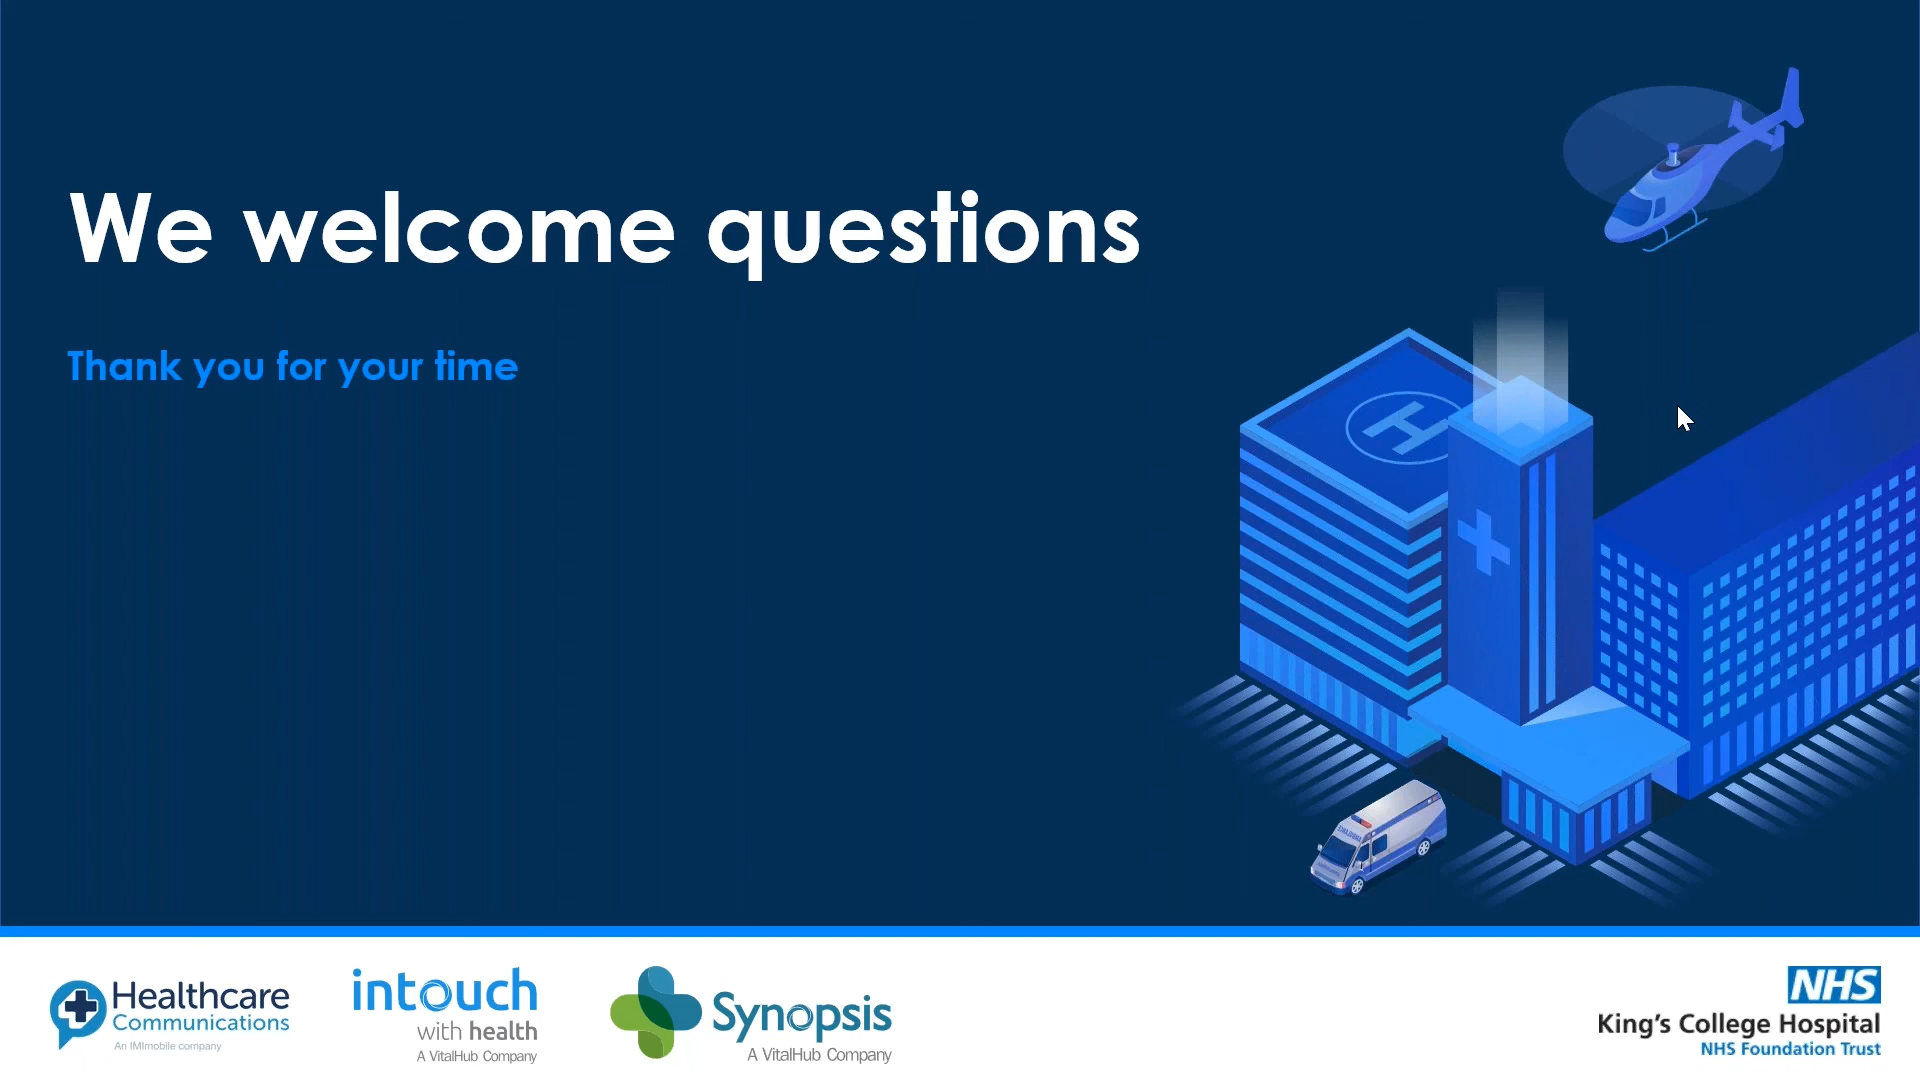 We welcome questions
Thank you for your time
H
AMBULANCE
Healthcare
Communications
An IMImobile company
intouch
with health
A VitalHub Company
Synopsis
A VitalHub Company
NHS
King's College Hospital
NHS Foundation Trust